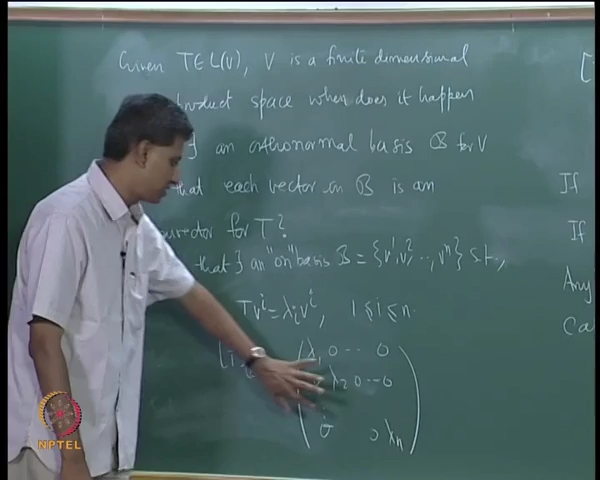 Given T∈L(V), V is a finite dimensional [
product space when does it happen
∃ an orthonormal basis ℬ for V
that each vector in ℬ is an If
for T? If
that ∃ an "on" basis ℬ = {v¹, v², .., vⁿ} s.t., Any
Tvⁱ = λᵢvⁱ, 1 ≤ i ≤ n. Ca
λ₁ 0 ... 0
λ₂ 0 ... 0
0 0 λₙ
NPTEL